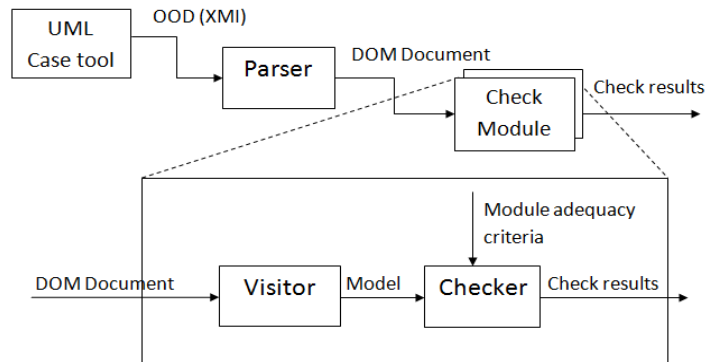 UML
Case tool
OOD (XMI)
Parser
DOM Document
Check
Module
Check results
Module adequacy
criteria
DOM Document
Visitor
Model
Checker
Check results